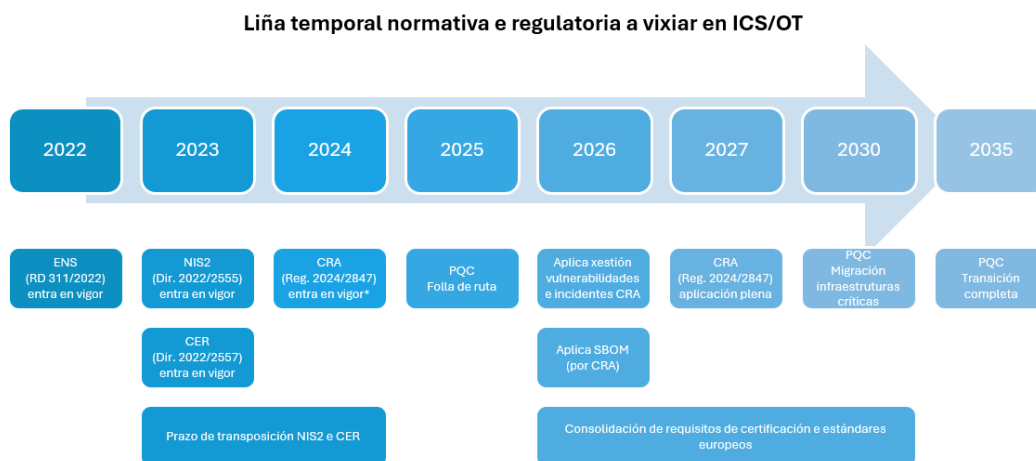 Liña temporal normativa e regulatoria a vixiar en ICS/OT
2022
2023
2024
2025
2026
2027
2030
2035
ENS
(RD 311/2022)
entra en vigor
NIS2
(Dir. 2022/2555)
entra en vigor
CRA
(Reg. 2024/2847)
entra en vigor*
PQC
Folla de ruta
Aplica xestión
vulnerabilidades
e incidentes CRA
CRA
(Reg. 2024/2847)
aplicación plena
PQC
Migración
infraestruturas
críticas
PQC
Transición
completa
CER
(Dir. 2022/2557)
entra en vigor
Aplica SBOM
(por CRA)
Prazo de transposición NIS2 e CER
Consolidación de requisitos de certificación e estándares
europeos